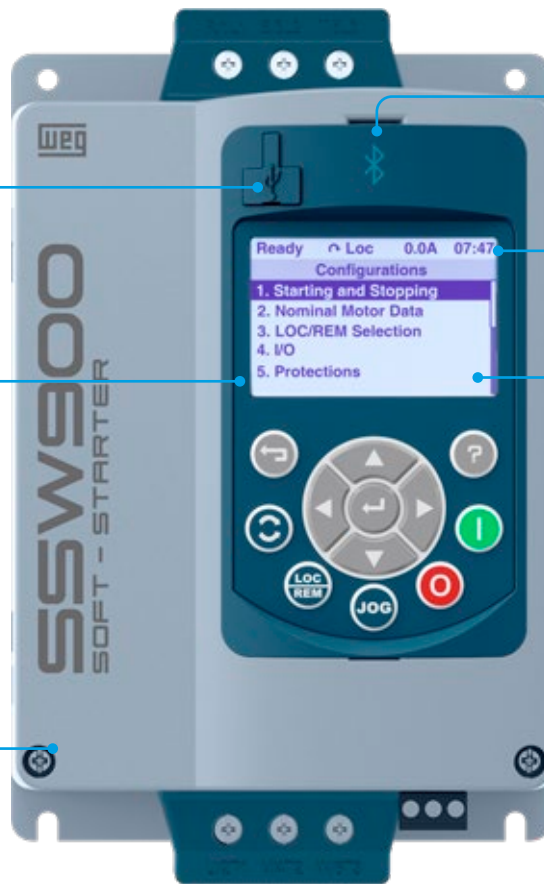 WEG
Ready Loc 0.0A 07:47
Configurations
1. Starting and Stopping
2. Nominal Motor Data
3. LOC/REM Selection
4. I/O
5. Protections
?
I
LOC
REM
JOG
O
SSW900
SOFT-STARTER